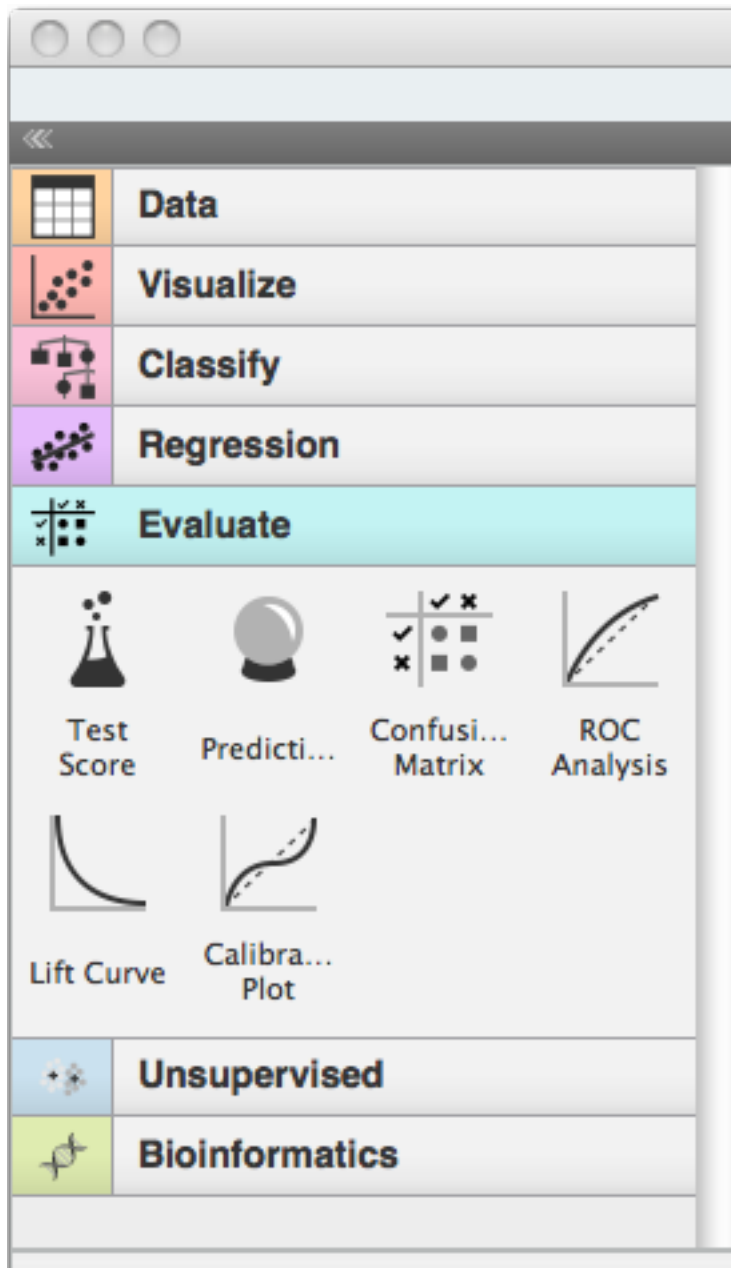 Data
Visualize
Classify
Regression
Evaluate
Test
Score
Predicti...
Confusi...
Matrix
ROC
Analysis
Lift Curve
Calibra...
Plot
Unsupervised
Bioinformatics